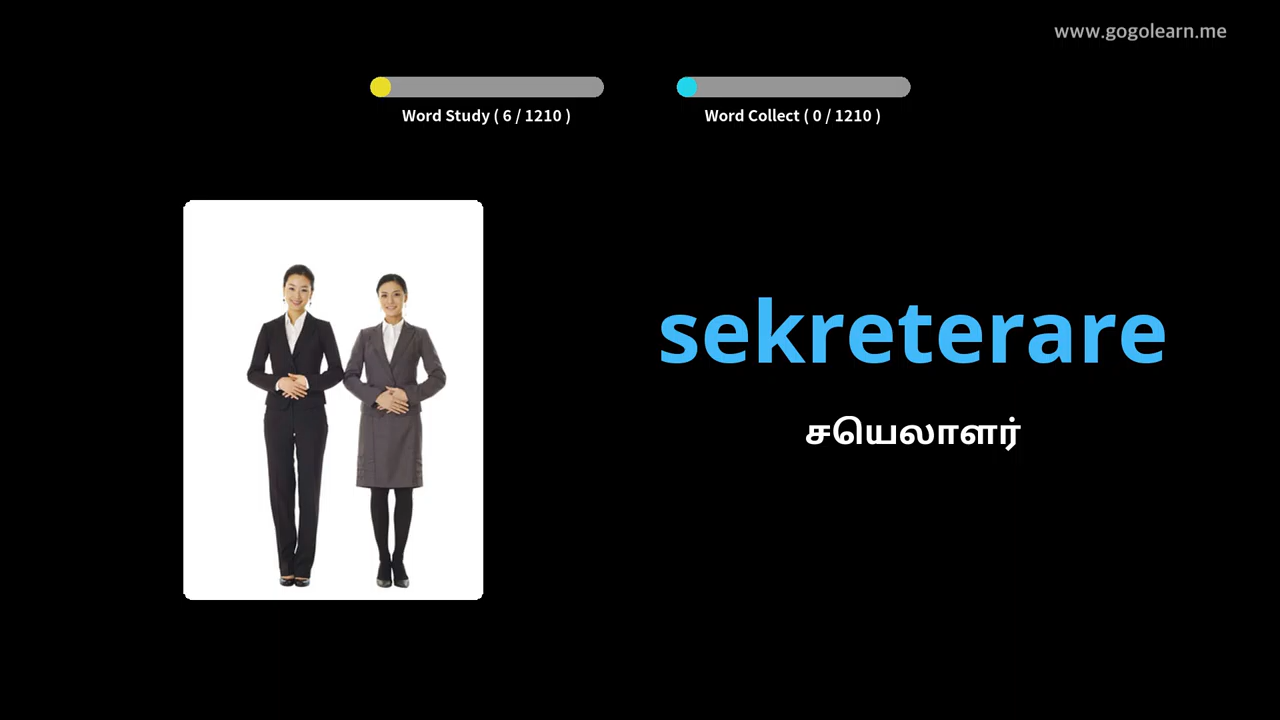 www.gogolearn.me
Word Study ( 6 / 1210 )
Word Collect ( 0 / 1210 )
sekreterare
சயெலாளர்